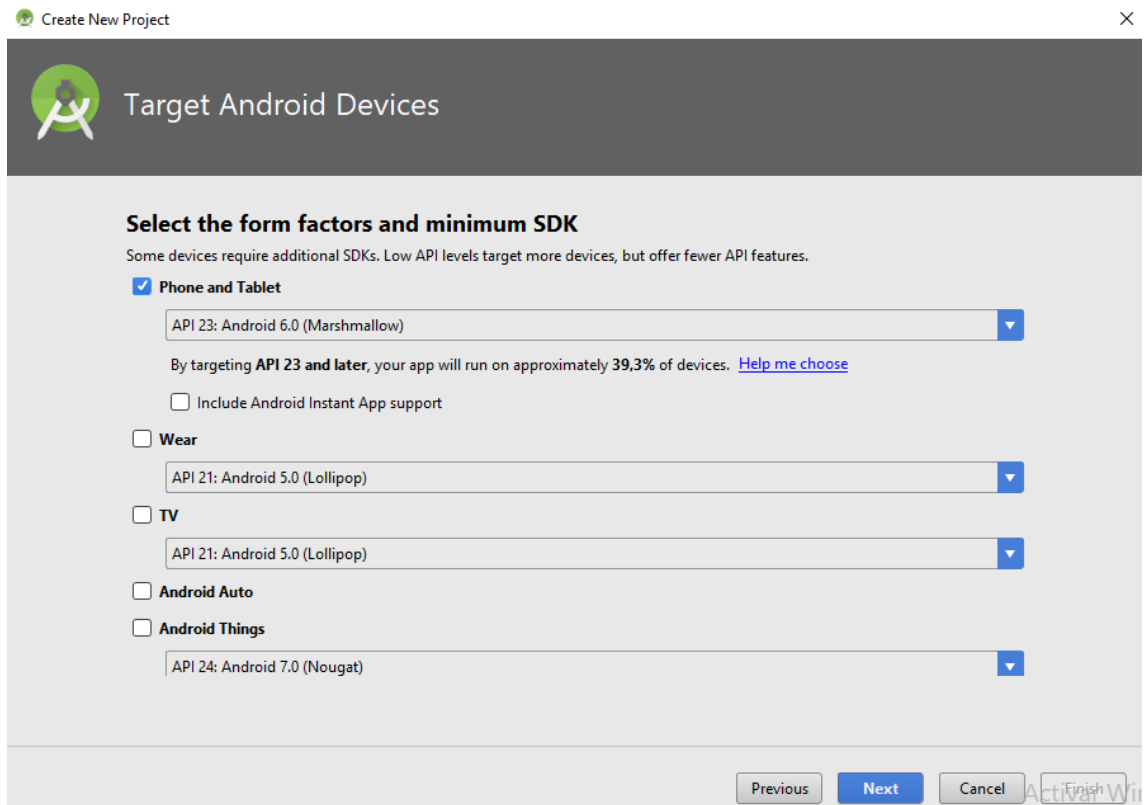 Create New Project
Target Android Devices
Select the form factors and minimum SDK
Some devices require additional SDKs. Low API levels target more devices, but offer fewer API features.
Phone and Tablet
API 23: Android 6.0 (Marshmallow)
By targeting API 23 and later, your app will run on approximately 39,3% of devices. Help me choose
Include Android Instant App support
Wear
API 21: Android 5.0 (Lollipop)
TV
API 21: Android 5.0 (Lollipop)
Android Auto
Android Things
API 24: Android 7.0 (Nougat)
Previous Next Cancel Finish
Activar Win